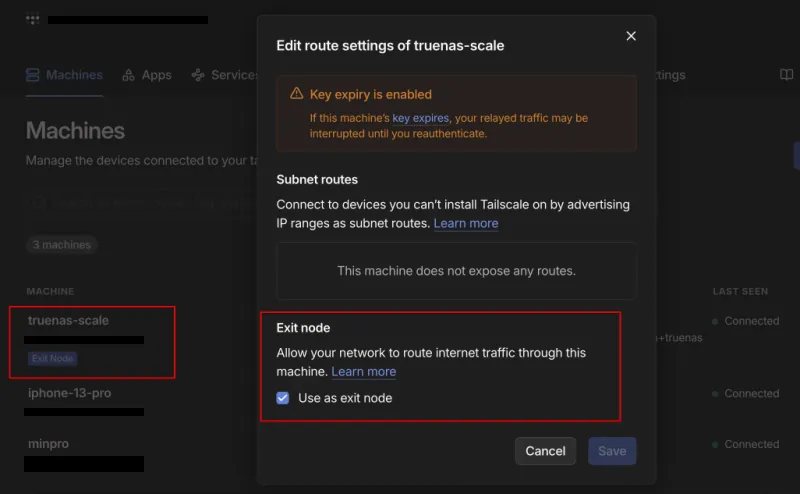 Machines
Apps
Services
ttings
Edit route settings of truenas-scale
Key expiry is enabled
If this machine's key expires, your relayed traffic may be
interrupted until you reauthenticate.
Machines
Manage the devices connected to your ta
Subnet routes
Connect to devices you can't install Tailscale on by advertising
IP ranges as subnet routes. Learn more
3 machines
This machine does not expose any routes.
MACHINE
LAST SEEN
truenas-scale
Connected
Exit Node
+truenas
Exit node
Allow your network to route internet traffic through this
machine. Learn more
Use as exit node
iphone-13-pro
Connected
minpro
Connected
Cancel
Save